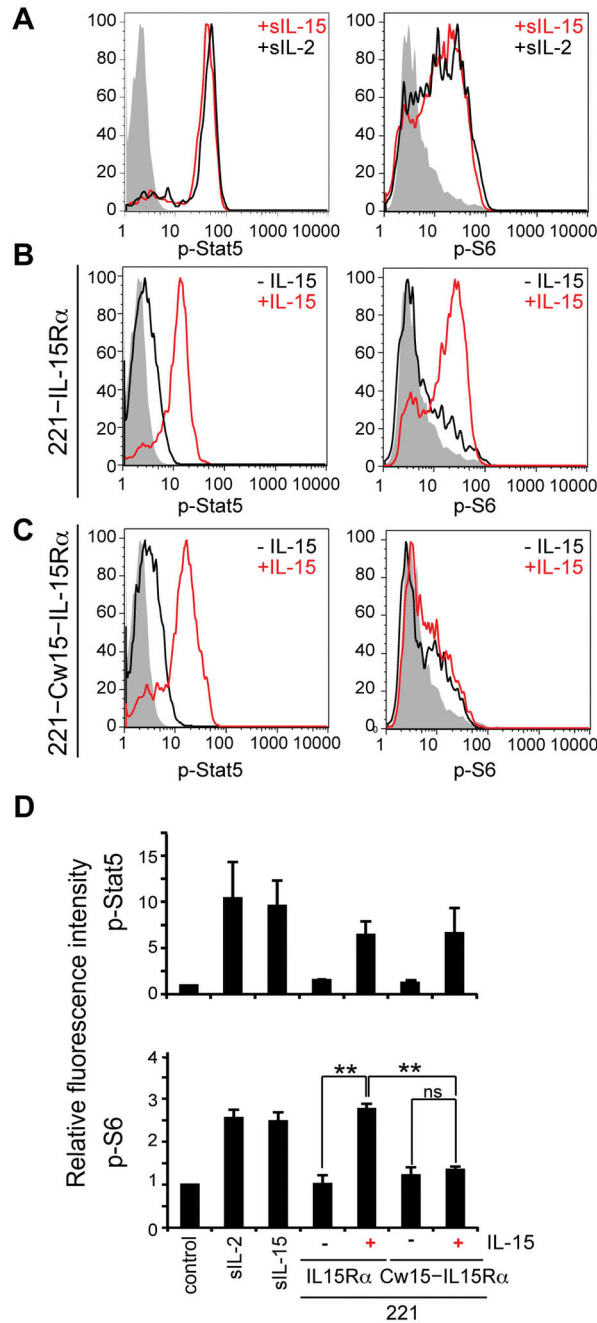 A
+sIL-15
+sIL-2
100
80
60
40
20
0
1 10 100 1000 10000
p-Stat5
+sIL-15
+sIL-2
100
80
60
40
20
0
1 10 100 1000 10000
p-S6
B
221–IL-15Rα
- IL-15
+IL-15
100
80
60
40
20
0
1 10 100 1000 10000
p-Stat5
- IL-15
+IL-15
100
80
60
40
20
0
1 10 100 1000 10000
p-S6
C
221–Cw15–IL-15Rα
- IL-15
+IL-15
100
80
60
40
20
0
1 10 100 1000 10000
p-Stat5
- IL-15
+IL-15
100
80
60
40
20
0
1 10 100 1000 10000
p-S6
D
Relative fluorescence intensity
p-Stat5
15
10
5
0
p-S6
4
3
2
1
0
** **
ns
control
sIL-2
sIL-15
- + - + IL-15
IL15Rα Cw15–IL15Rα
221